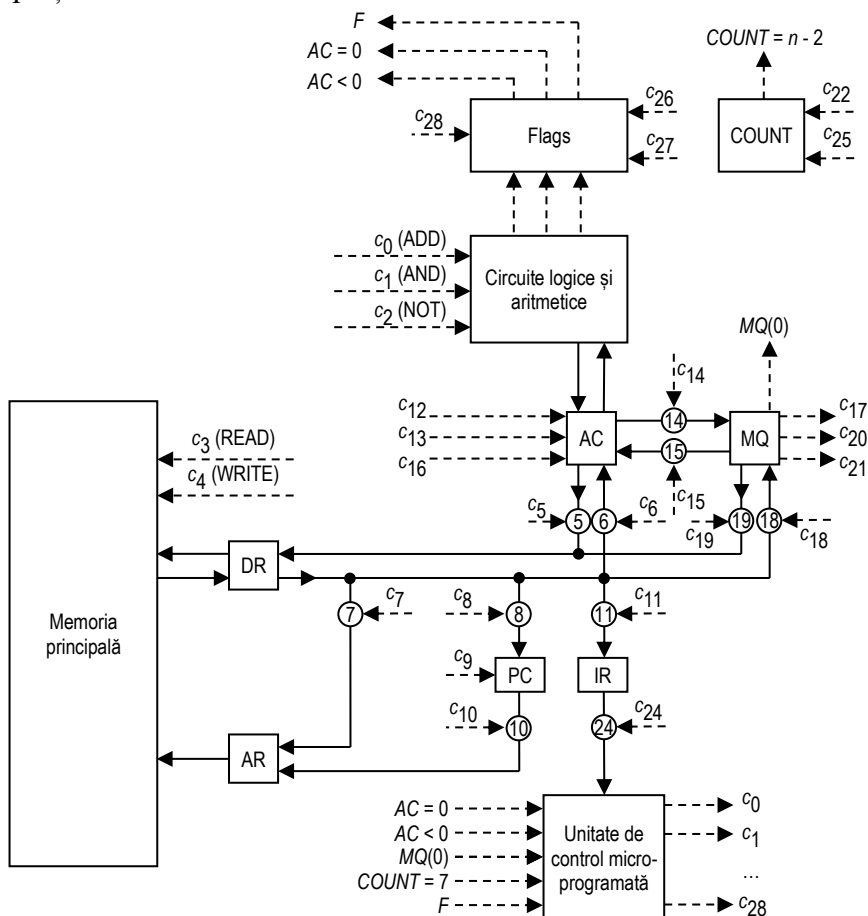 F
AC = 0
AC < 0
COUNT = n - 2
c28
Flags
c26
c27
COUNT
c22
c25
c0 (ADD)
c1 (AND)
c2 (NOT)
Circuite logice și
aritmetice
MQ(0)
c14
c12
c13
c16
AC
14
15
MQ
c17
c20
c21
c3 (READ)
c4 (WRITE)
c5
5
6
c6
c15
c19
19
18
c18
DR
Memoria
principală
7
c7
c8
8
11
c11
c9
PC
IR
c10
10
24
c24
AR
AC = 0
AC < 0
MQ(0)
COUNT = 7
F
Unitate de
control micro-
programată
c0
c1
...
c28